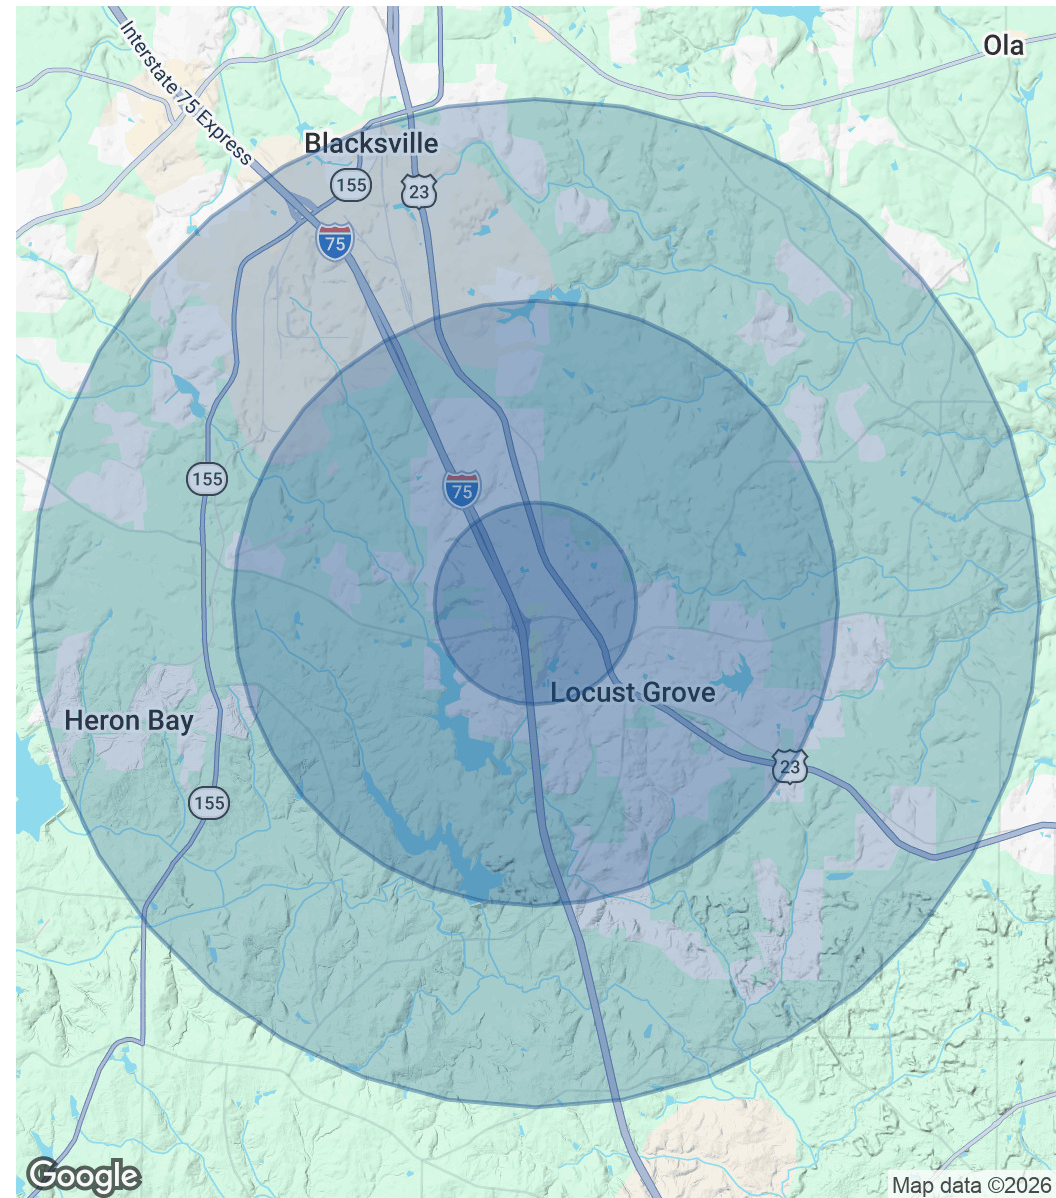 Ola
Interstate 75 Express
Blacksville
155
23
75
155
75
Locust Grove
Heron Bay
23
155
Google
Map data ©2026